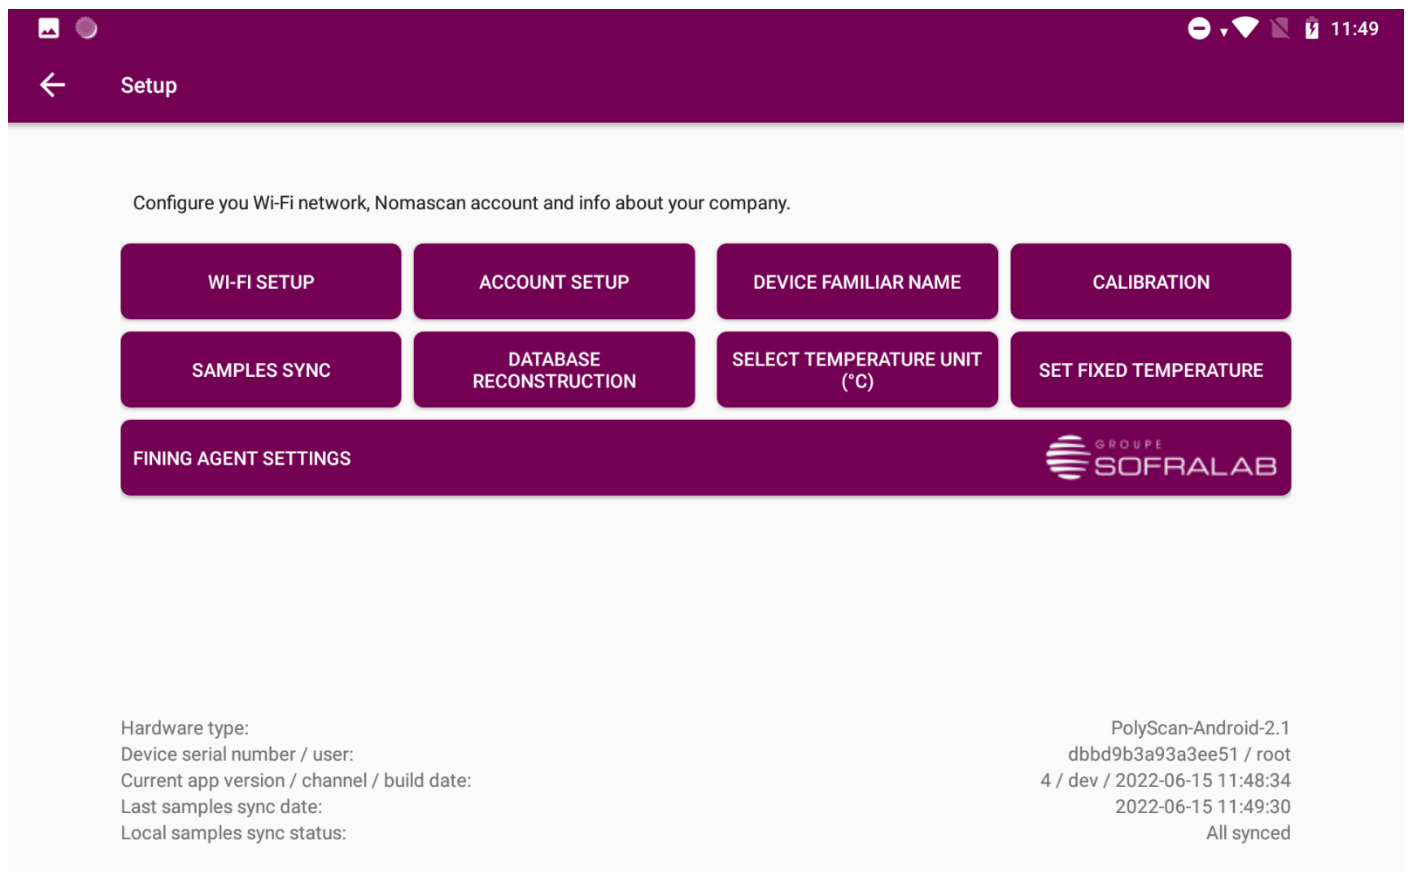 11:49
Setup
Configure you Wi-Fi network, Nomascan account and info about your company.
WI-FI SETUP
ACCOUNT SETUP
DEVICE FAMILIAR NAME
CALIBRATION
SAMPLES SYNC
DATABASE
RECONSTRUCTION
SELECT TEMPERATURE UNIT
(°C)
SET FIXED TEMPERATURE
FINING AGENT SETTINGS
GROUPE
SOFRALAB
Hardware type: PolyScan-Android-2.1
Device serial number / user: dbbd9b3a93a3ee51 / root
Current app version / channel / build date: 4 / dev / 2022-06-15 11:48:34
Last samples sync date: 2022-06-15 11:49:30
Local samples sync status: All synced